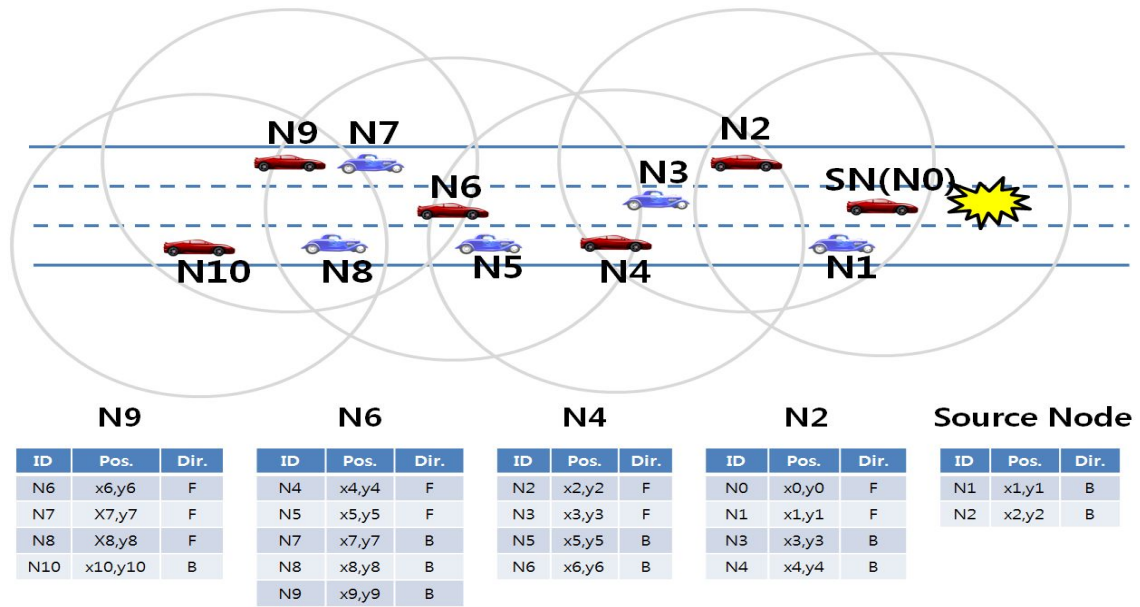 N9 N7 N2
N6 N3 SN(N0)
N10 N8 N5 N4 N1
N9
ID Pos. Dir.
N6 x6,y6 F
N7 X7,y7 F
N8 X8,y8 F
N10 x10,y10 B
N6
ID Pos. Dir.
N4 x4,y4 F
N5 x5,y5 F
N7 x7,y7 B
N8 x8,y8 B
N9 x9,y9 B
N4
ID Pos. Dir.
N2 x2,y2 F
N3 x3,y3 F
N5 x5,y5 B
N6 x6,y6 B
N2
ID Pos. Dir.
N0 x0,y0 F
N1 x1,y1 F
N3 x3,y3 B
N4 x4,y4 B
Source Node
ID Pos. Dir.
N1 x1,y1 B
N2 x2,y2 B